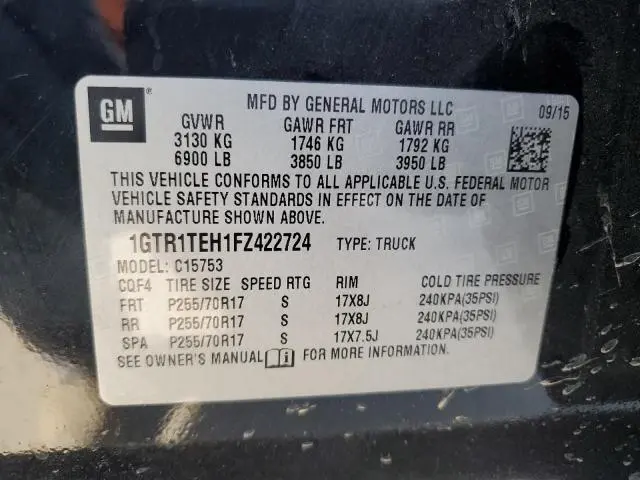 GM ® MFD BY GENERAL MOTORS LLC 09/15
GVWR GAWR FRT GAWR RR
3130 KG 1746 KG 1792 KG
6900 LB 3850 LB 3950 LB
THIS VEHICLE CONFORMS TO ALL APPLICABLE U.S. FEDERAL MOTOR
VEHICLE SAFETY STANDARDS IN EFFECT ON THE DATE OF
MANUFACTURE SHOWN ABOVE.
1GTR1TEH1FZ422724 TYPE: TRUCK
MODEL: C15753
CQF4 TIRE SIZE SPEED RTG RIM COLD TIRE PRESSURE
FRT P255/70R17 S 17X8J 240KPA(35PSI)
RR P255/70R17 S 17X8J 240KPA(35PSI)
SPA P255/70R17 S 17X7.5J 240KPA(35PSI)
SEE OWNER'S MANUAL i FOR MORE INFORMATION.